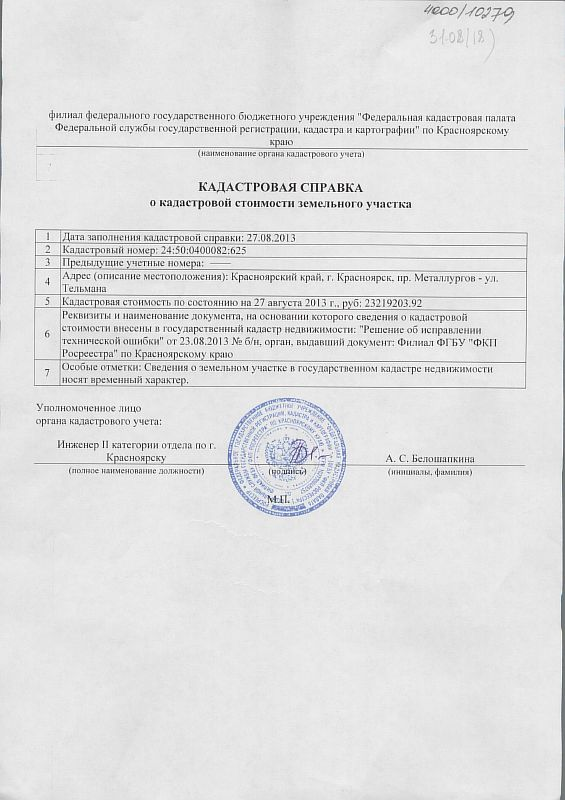 4000/10279
31.08(18)
филиал федерального государственного бюджетного учреждения "Федеральная кадастровая палата
Федеральной службы государственной регистрации, кадастра и картографии" по Красноярскому
краю
(наименование органа кадастрового учета)
КАДАСТРОВАЯ СПРАВКА
о кадастровой стоимости земельного участка
1 Дата заполнения кадастровой справки: 27.08.2013
2 Кадастровый номер: 24:50:0400082:625
3 Предыдущие учетные номера: ——
4 Адрес (описание местоположения): Красноярский край, г. Красноярск, пр. Металлургов - ул.
Тельмана
5 Кадастровая стоимость по состоянию на 27 августа 2013 г., руб: 23219203.92
6 Реквизиты и наименование документа, на основании которого сведения о кадастровой
стоимости внесены в государственный кадастр недвижимости: "Решение об исправлении
технической ошибки" от 23.08.2013 № б/н, орган, выдавший документ: Филиал ФГБУ "ФКП
Росреестра" по Красноярскому краю
7 Особые отметки: Сведения о земельном участке в государственном кадастре недвижимости
носят временный характер.
Уполномоченное лицо
органа кадастрового учета:
Инженер II категории отдела по г.
Красноярску
А. С. Белошапкина
(полное наименование должности) (подпись) (инициалы, фамилия)
М.П.